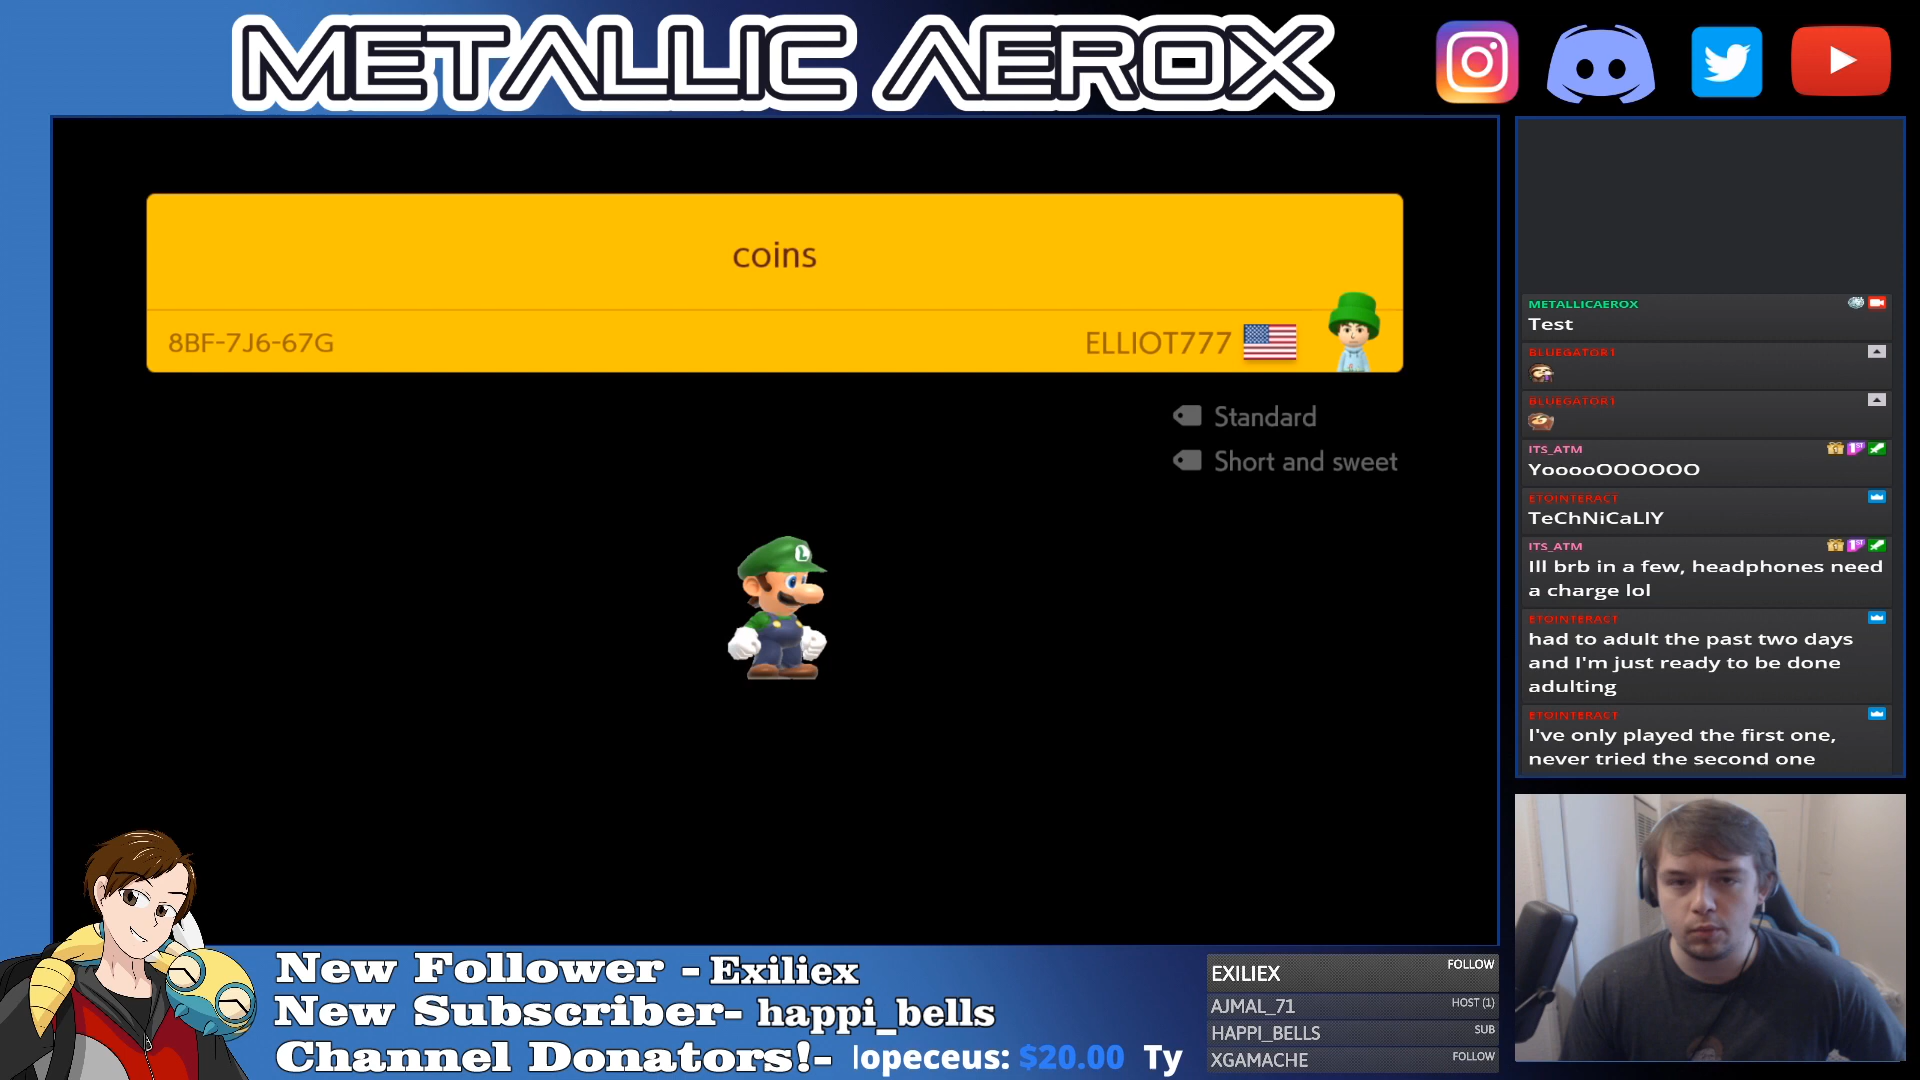 METALLIC AEROX
coins
8BF-7J6-67G
ELLIOT777
Standard
Short and sweet
L
METALLICAEROX
Test
BLUEGATOR1
BLUEGATOR1
ITS_ATM
YooooOOOOOO
ETOINTERACT
TeChNiCaLlY
ITS_ATM
Ill brb in a few, headphones need
a charge lol
ETOINTERACT
had to adult the past two days
and I'm just ready to be done
adulting
ETOINTERACT
I've only played the first one,
never tried the second one
New Follower - Exiliex
New Subscriber- happi_bells
Channel Donators!- lopeceus: $20.00 Ty
EXILIEX FOLLOW
AJMAL_71 HOST (1)
HAPPI_BELLS SUB
XGAMACHE FOLLOW